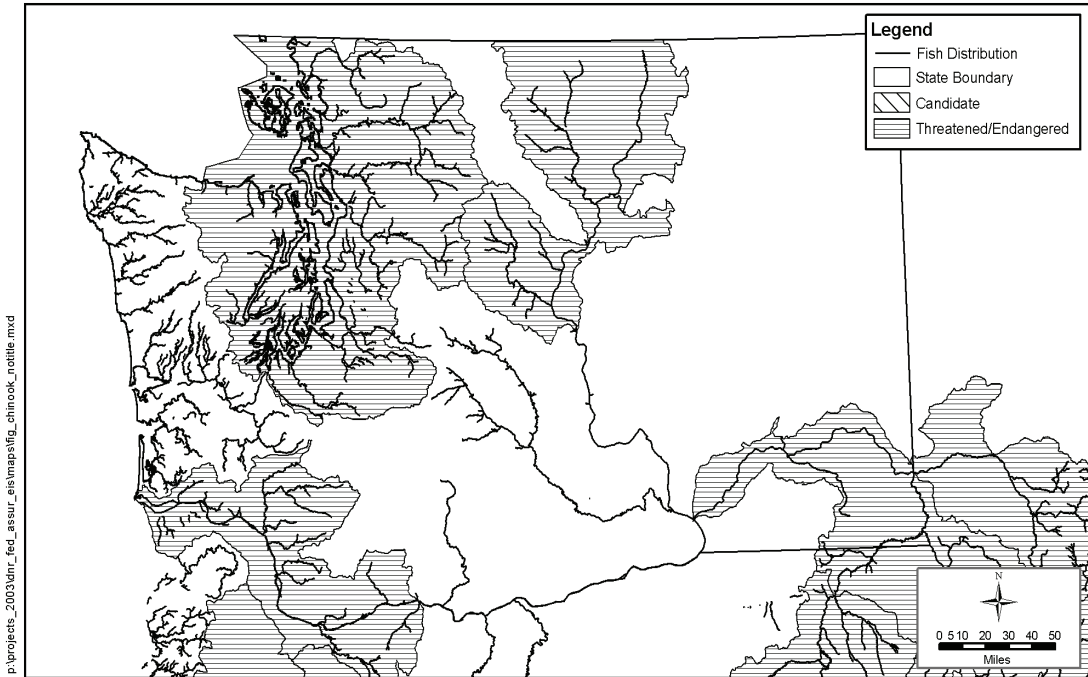 Legend
Fish Distribution
State Boundary
Candidate
Threatened/Endangered
p:\projects_2003\dnr_fed_assur_eis\maps\fig_chinook_notitle.mxd
N
0 5 10 20 30 40 50
Miles